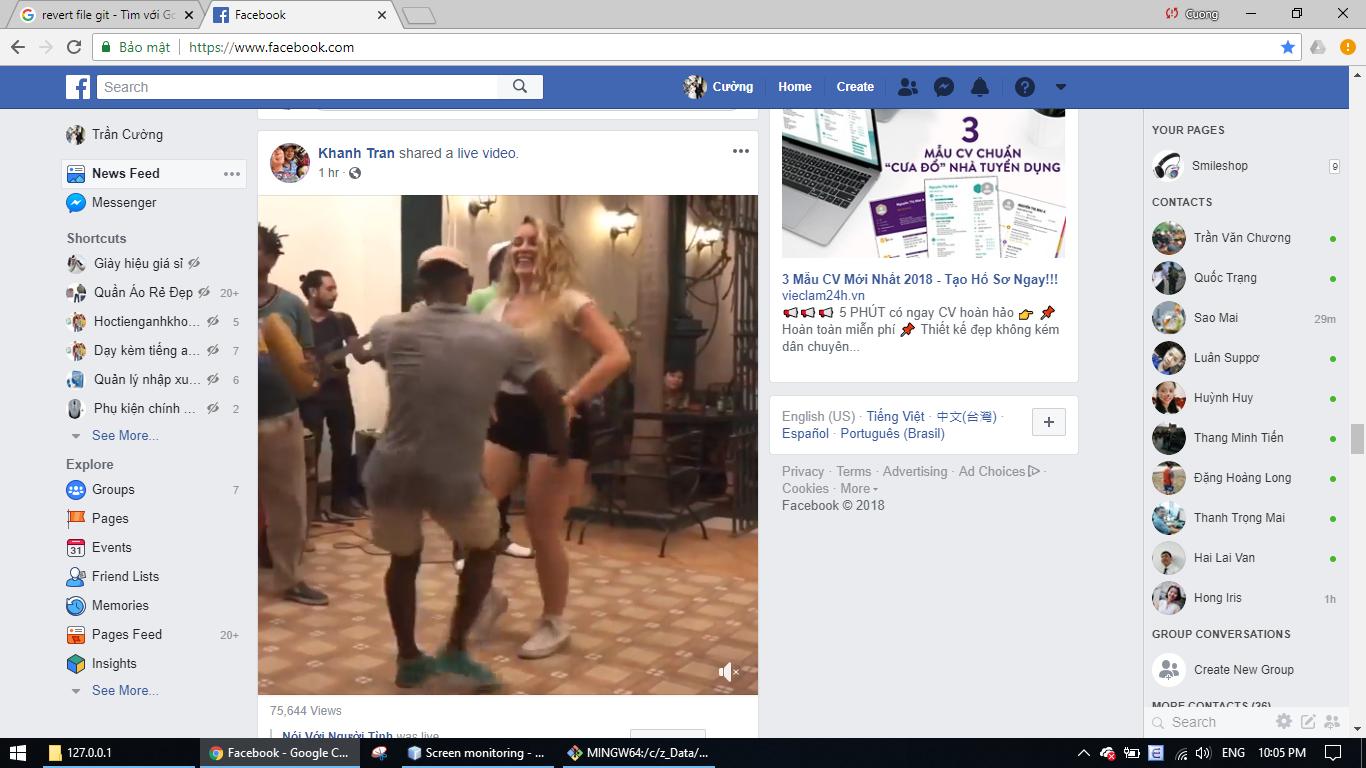 revert file git - Tìm với Go
Facebook
Cuong
Bảo mật
https://www.facebook.com
Search
Cường
Home
Create
Trần Cường
News Feed
Messenger
Shortcuts
Giày hiệu giá sỉ
Quần Áo Rẻ Đẹp
20+
Hoctienganhkho...
5
Dạy kèm tiếng a...
7
Quản lý nhập xu...
6
Phụ kiện chính ...
2
See More...
Explore
Groups
7
Pages
Events
31
Friend Lists
Memories
Pages Feed
20+
Insights
See More...
Khanh Tran shared a live video.
1 hr ·
75,644 Views
Nói Với Người Tình was live
3
MẪU CV CHUẨN
“CƯA ĐỔ” NHÀ TUYỂN DỤNG
3 Mẫu CV Mới Nhất 2018 - Tạo Hồ Sơ Ngay!!!
vieclam24h.vn
5 PHÚT có ngay CV hoàn hảo
Hoàn toàn miễn phí Thiết kế đẹp không kém
dân chuyên...
English (US) · Tiếng Việt · 中文(台灣) ·
Español · Português (Brasil)
Privacy · Terms · Advertising · Ad Choices ·
Cookies · More
Facebook © 2018
YOUR PAGES
Smileshop
9
CONTACTS
Trần Văn Chương
Quốc Trạng
Sao Mai
29m
Luân Suppơ
Huỳnh Huy
Thang Minh Tiến
Đặng Hoàng Long
Thanh Trọng Mai
Hai Lai Van
Hong Iris
1h
GROUP CONVERSATIONS
Create New Group
MORE CONTACTS (26)
Search
127.0.0.1
Facebook - Google C...
Screen monitoring - ...
MINGW64:/c/z_Data/...
ENG
10:05 PM